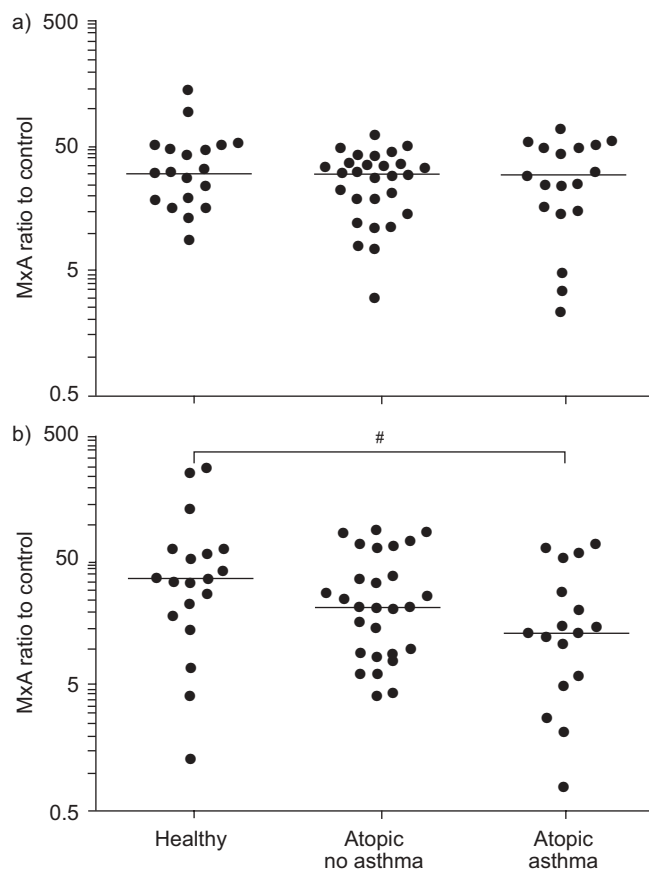 a)
500
50
5
0.5
MxA ratio to control
b)
500
50
5
0.5
MxA ratio to control
#
Healthy
Atopic
no asthma
Atopic
asthma